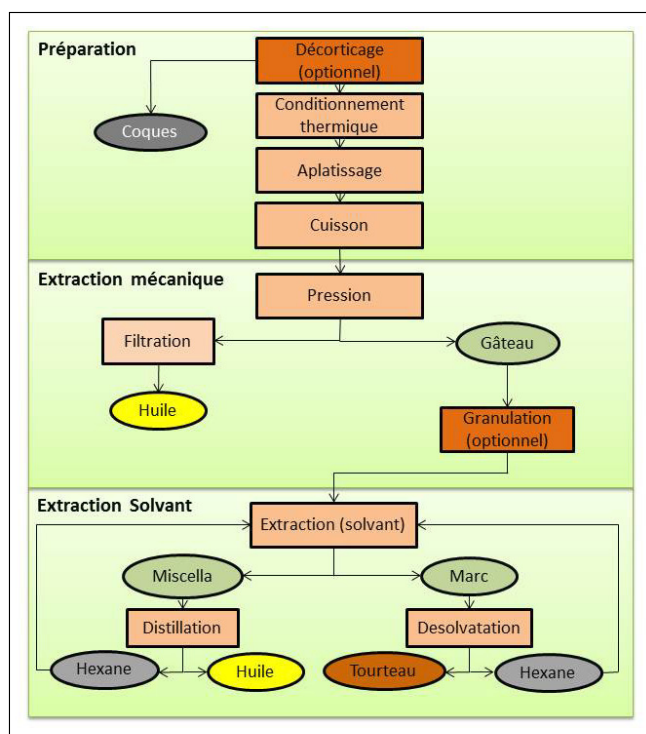 Préparation
Décorticage
(optionnel)
Coques
Conditionnement
thermique
Aplatissage
Cuisson
Extraction mécanique
Pression
Filtration
Gâteau
Huile
Granulation
(optionnel)
Extraction Solvant
Extraction (solvant)
Miscella
Marc
Distillation
Desolvatation
Hexane
Huile
Tourteau
Hexane